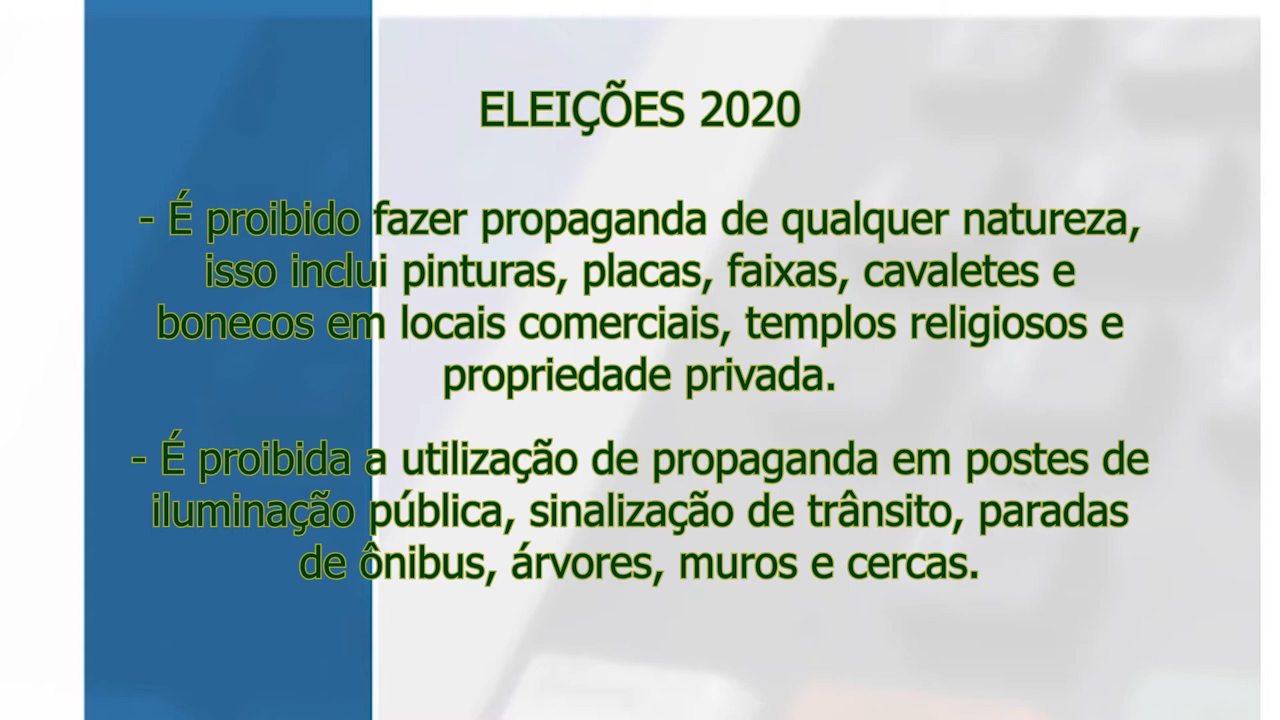 ELEIÇÕES 2020
- É proibido fazer propaganda de qualquer natureza,
isso inclui pinturas, placas, faixas, cavaletes e
bonecos em locais comerciais, templos religiosos e
propriedade privada.
- É proibida a utilização de propaganda em postes de
iluminação pública, sinalização de trânsito, paradas
de ônibus, árvores, muros e cercas.